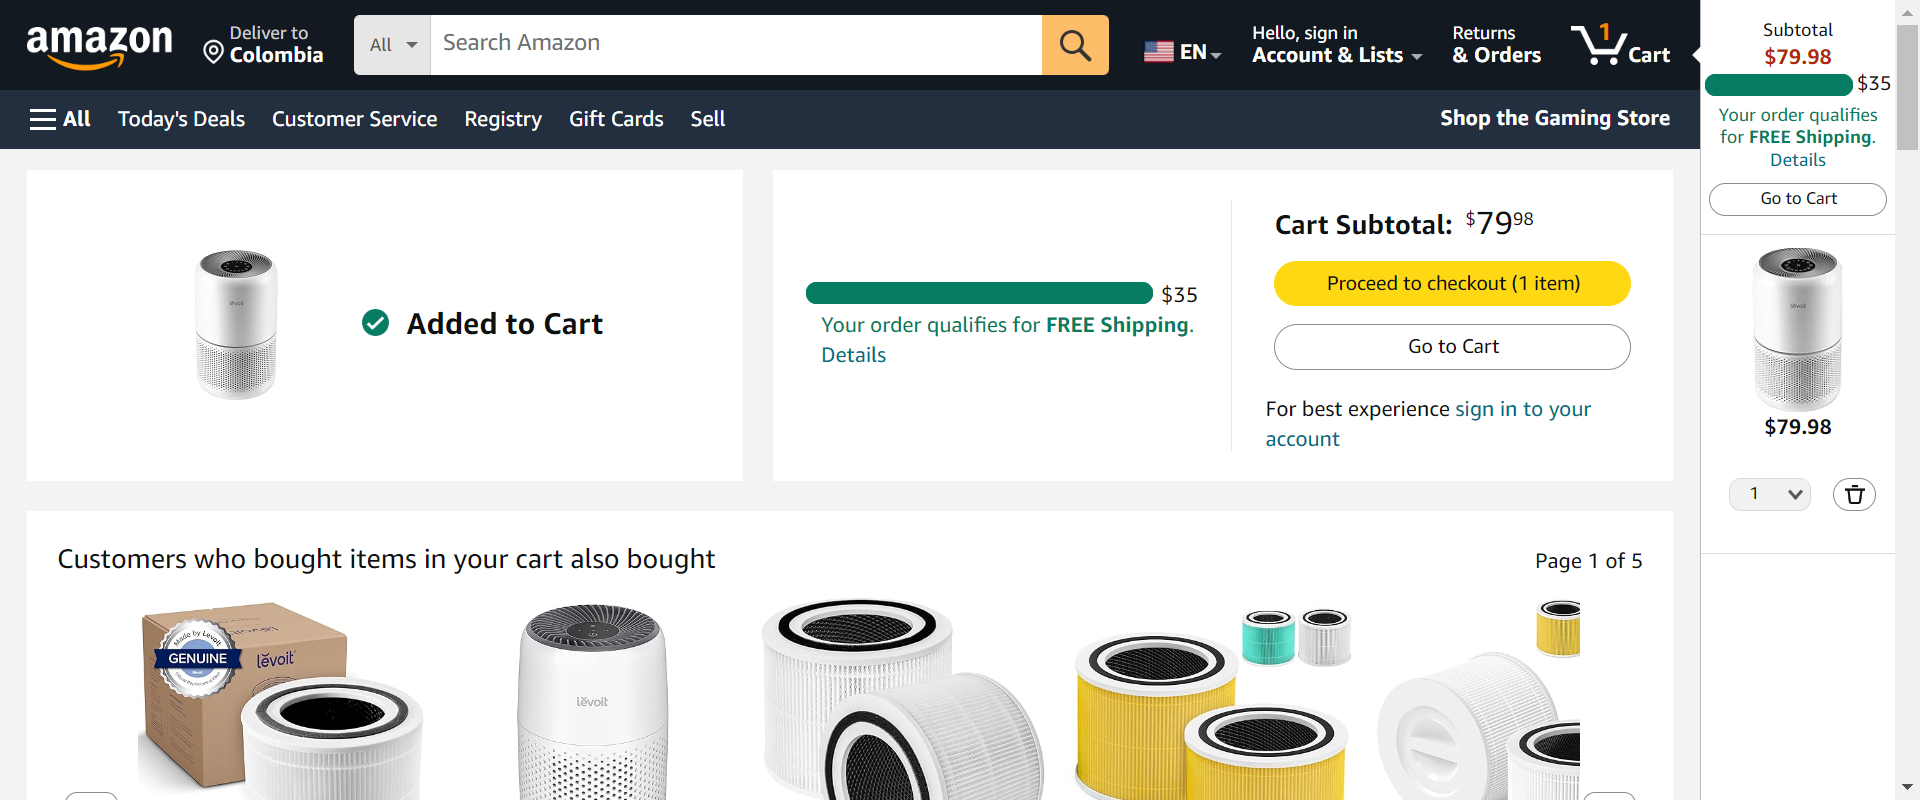 amazon
Deliver to
Colombia
All
Search Amazon
EN
Hello, sign in
Account & Lists
Returns
& Orders
1
Cart
All
Today's Deals
Customer Service
Registry
Gift Cards
Sell
Shop the Gaming Store
Subtotal
$79.98
$35
Your order qualifies
for FREE Shipping.
Details
Go to Cart
levoit
$79.98
1
levoit
Added to Cart
$35
Your order qualifies for FREE Shipping.
Details
Cart Subtotal: $79.98
Proceed to checkout (1 item)
Go to Cart
For best experience sign in to your
account
Customers who bought items in your cart also bought
Page 1 of 5
Made by Levoit
GENUINE
levoit
levoit